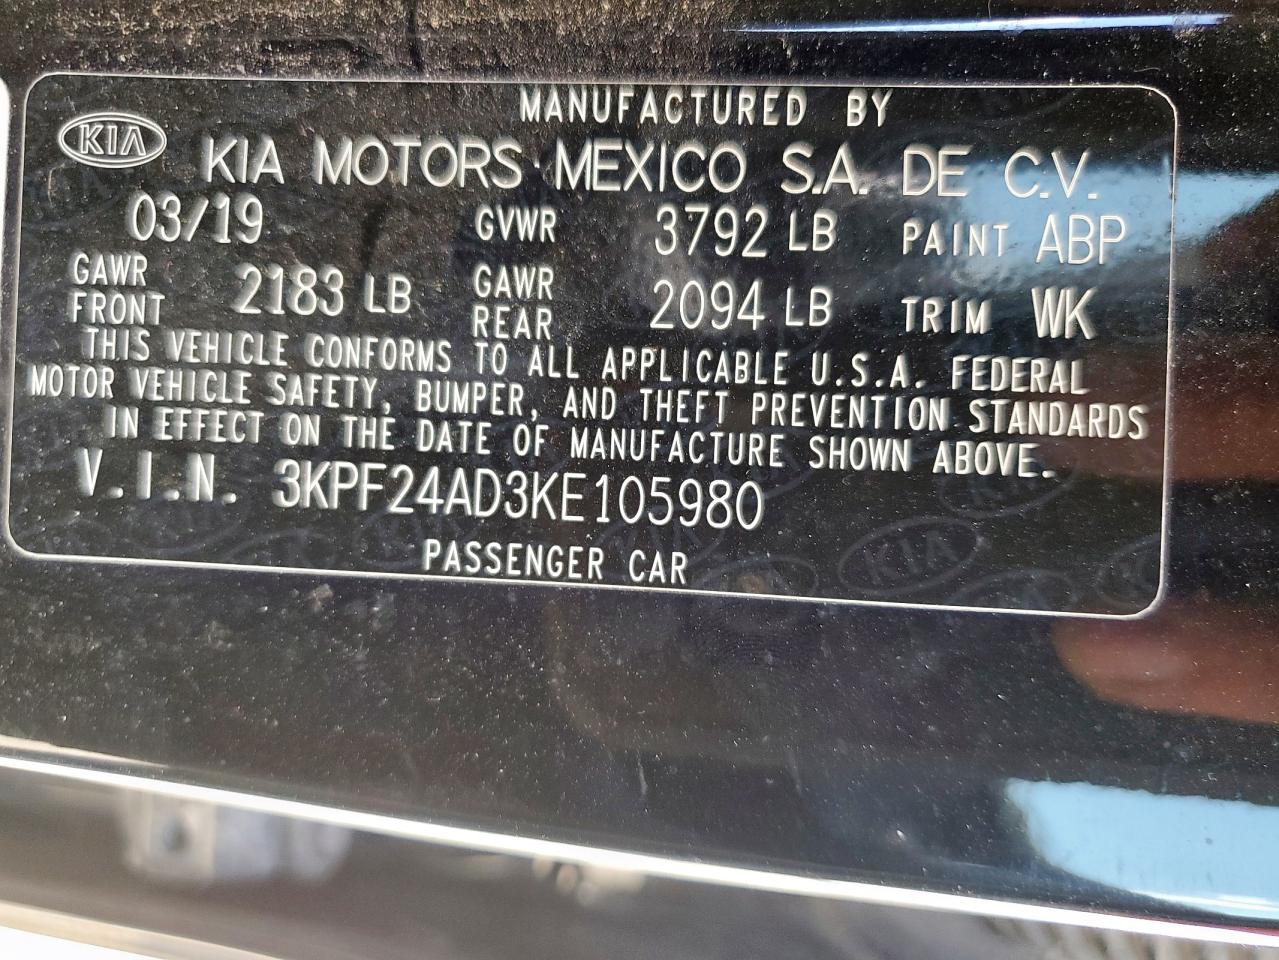 MANUFACTURED BY
KIA KIA MOTORS MEXICO S.A. DE C.V.
03/19 GVWR 3792 LB PAINT ABP
GAWR FRONT 2183 LB GAWR REAR 2094 LB TRIM WK
THIS VEHICLE CONFORMS TO ALL APPLICABLE U.S.A. FEDERAL
MOTOR VEHICLE SAFETY, BUMPER, AND THEFT PREVENTION STANDARDS
IN EFFECT ON THE DATE OF MANUFACTURE SHOWN ABOVE.
V.I.N. 3KPF24AD3KE105980
PASSENGER CAR